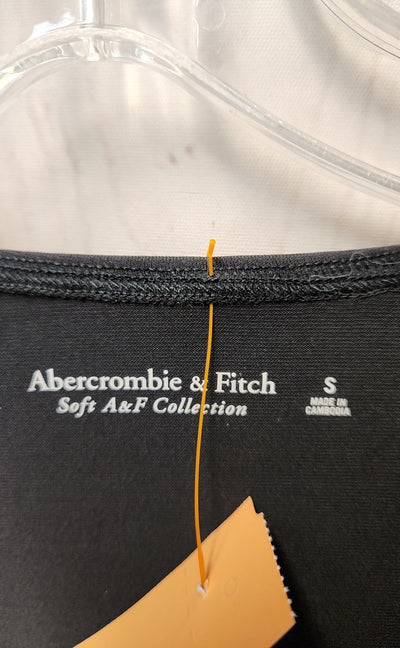 Abercrombie & Fitch
Soft A&F Collection
S
MADE IN
CAMBODIA